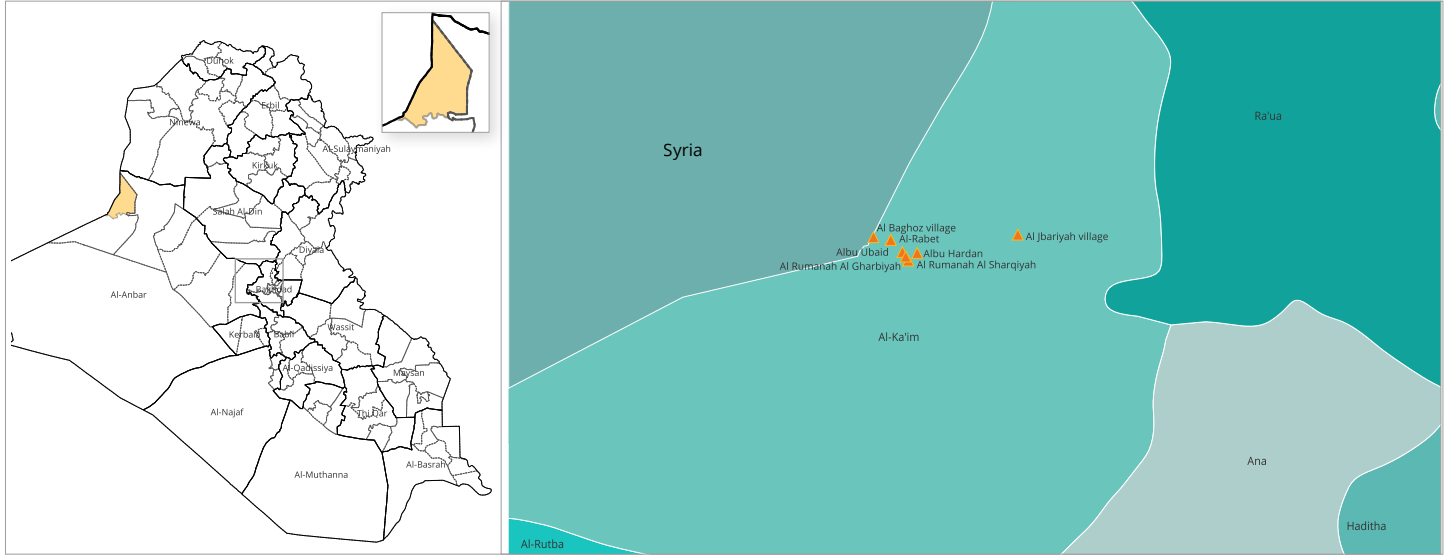 Duhok
Erbil
Ninewa
Al-Sulaymaniyah
Kirkuk
Salah Al-Din
Diyala
Baghdad
Al-Anbar
Wassit
Kerbala
Babil
Al-Qadissiya
Maysan
Al-Najaf
Thi-Qar
Al-Basrah
Al-Muthanna
Syria
Ra'ua
Al Baghoz village
Al-Rabet
Al Jbariyah village
Albu Ubaid
Albu Hardan
Al Rumanah Al Gharbiyah
Al Rumanah Al Sharqiyah
Al-Ka'im
Ana
Haditha
Al-Rutba